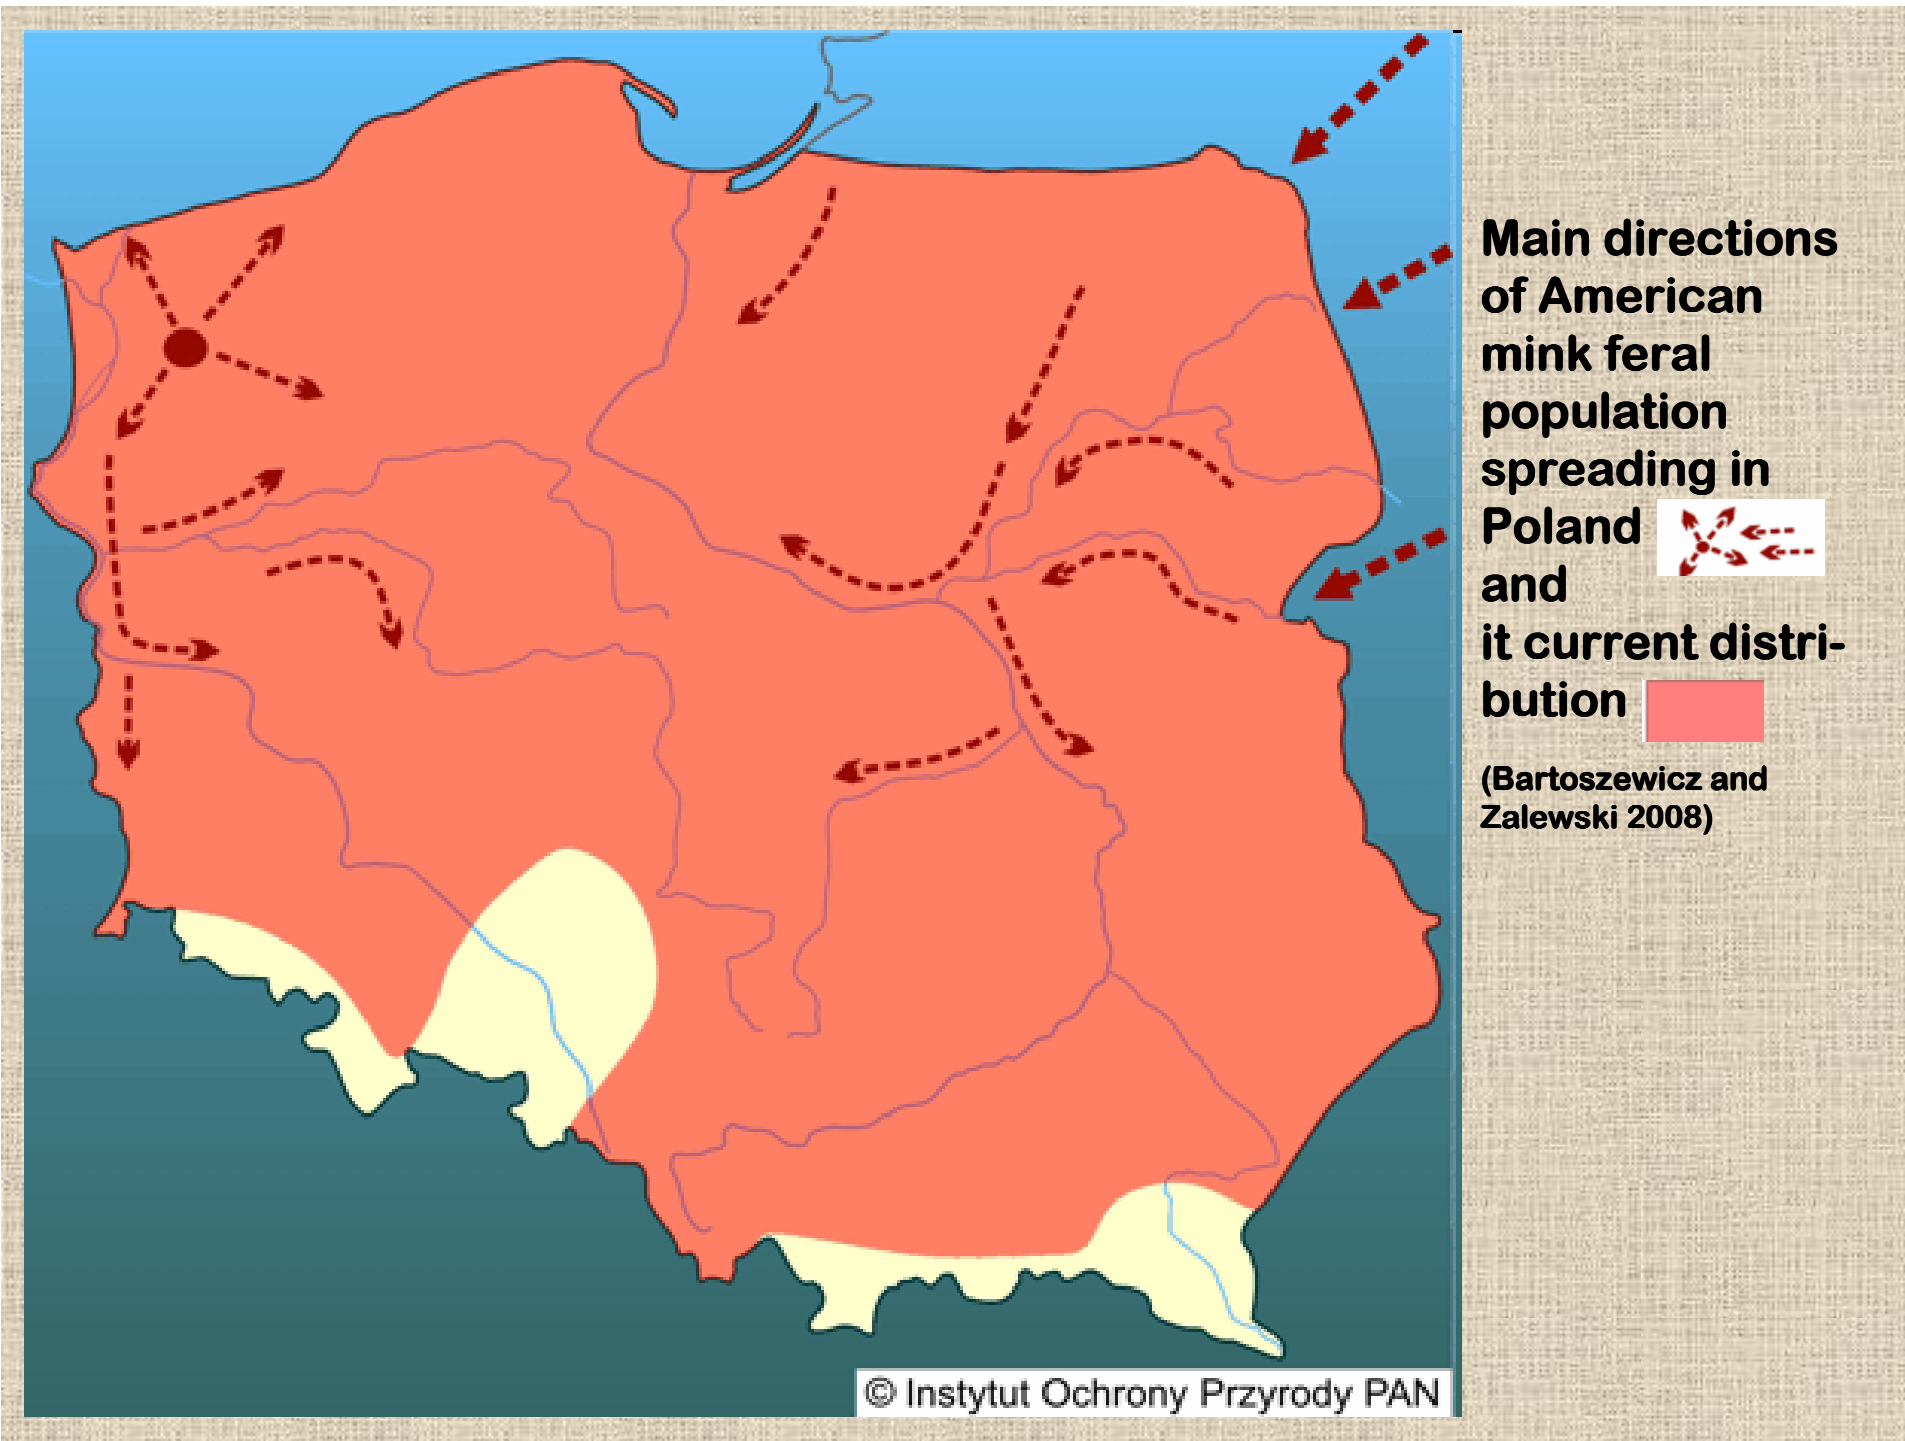 Main directions
of American
mink feral
population
spreading in
Poland
and
it current distri-
bution
(Bartoszewicz and
Zalewski 2008)
© Instytut Ochrony Przyrody PAN